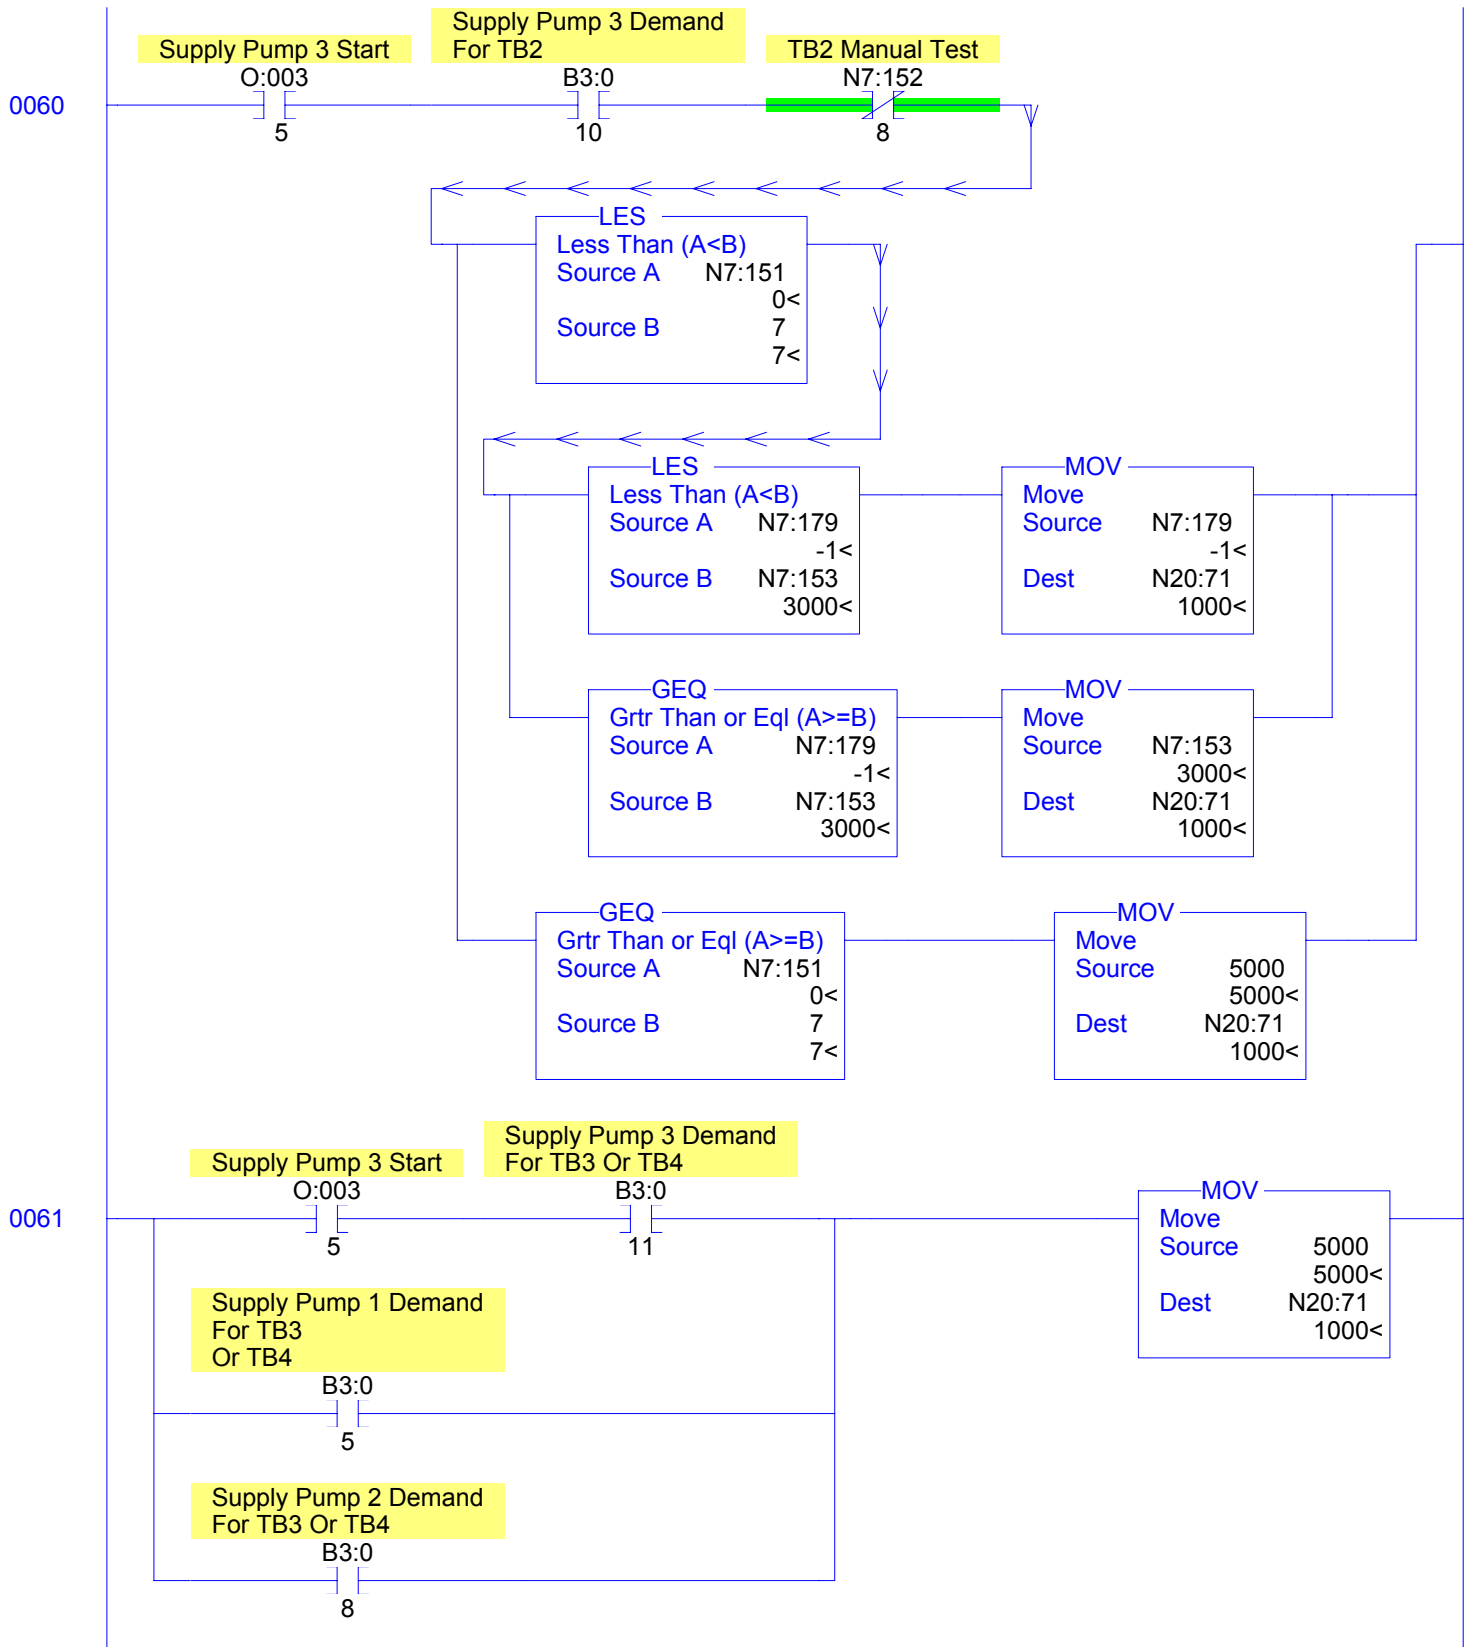 Supply Pump 3 Start
O:003
5
Supply Pump 3 Demand
For TB2
B3:0
10
TB2 Manual Test
N7:152
8
0060
LES
Less Than (A<B)
Source A N7:151
0<
Source B 7
7<
LES
Less Than (A<B)
Source A N7:179
-1<
Source B N7:153
3000<
MOV
Move
Source N7:179
-1<
Dest N20:71
1000<
GEQ
Grtr Than or Eql (A>=B)
Source A N7:179
-1<
Source B N7:153
3000<
MOV
Move
Source N7:153
3000<
Dest N20:71
1000<
GEQ
Grtr Than or Eql (A>=B)
Source A N7:151
0<
Source B 7
7<
MOV
Move
Source 5000
5000<
Dest N20:71
1000<
0061
Supply Pump 3 Start
O:003
5
Supply Pump 3 Demand
For TB3 Or TB4
B3:0
11
MOV
Move
Source 5000
5000<
Dest N20:71
1000<
Supply Pump 1 Demand
For TB3
Or TB4
B3:0
5
Supply Pump 2 Demand
For TB3 Or TB4
B3:0
8